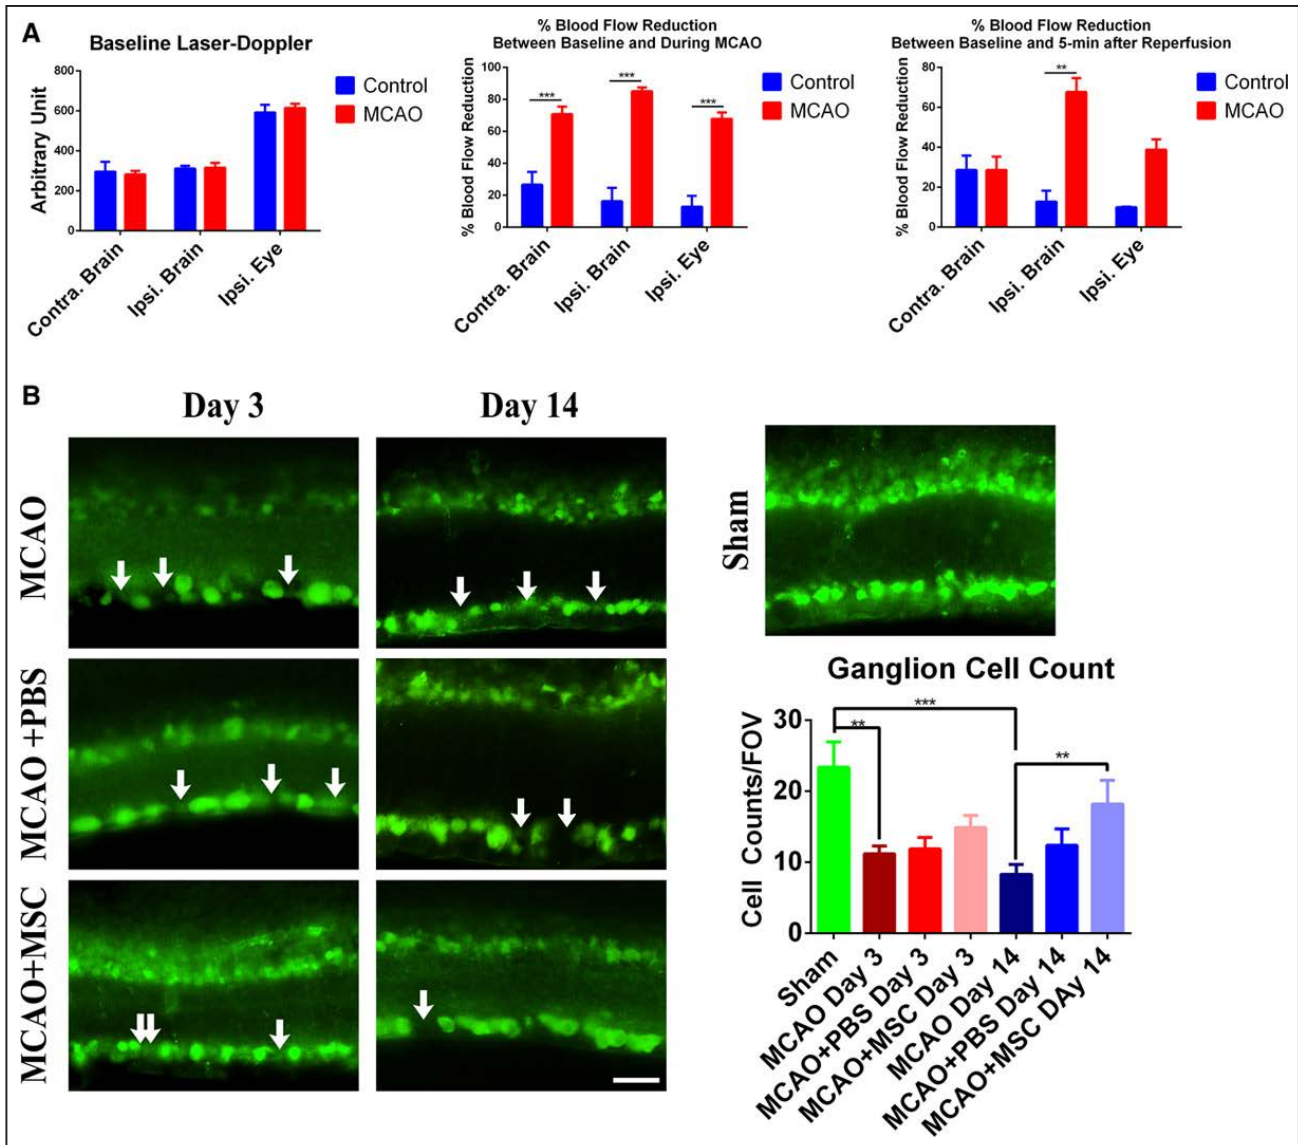 A
Baseline Laser-Doppler
Arbitrary Unit
800
600
400
200
0
Contra. Brain
Ipsi. Brain
Ipsi. Eye
Control
MCAO
% Blood Flow Reduction
Between Baseline and During MCAO
% Blood Flow Reduction
100
80
60
40
20
0
***
***
***
Contra. Brain
Ipsi. Brain
Ipsi. Eye
Control
MCAO
% Blood Flow Reduction
Between Baseline and 5-min after Reperfusion
% Blood Flow Reduction
80
60
40
20
0
**
Contra. Brain
Ipsi. Brain
Ipsi. Eye
Control
MCAO
B
Day 3
Day 14
MCAO
MCAO +PBS
MCAO+MSC
Sham
Ganglion Cell Count
Cell Counts/FOV
30
20
10
0
**
***
**
Sham
MCAO Day 3
MCAO+PBS Day 3
MCAO+MSC Day 3
MCAO Day 14
MCAO+PBS Day 14
MCAO+MSC DAy 14